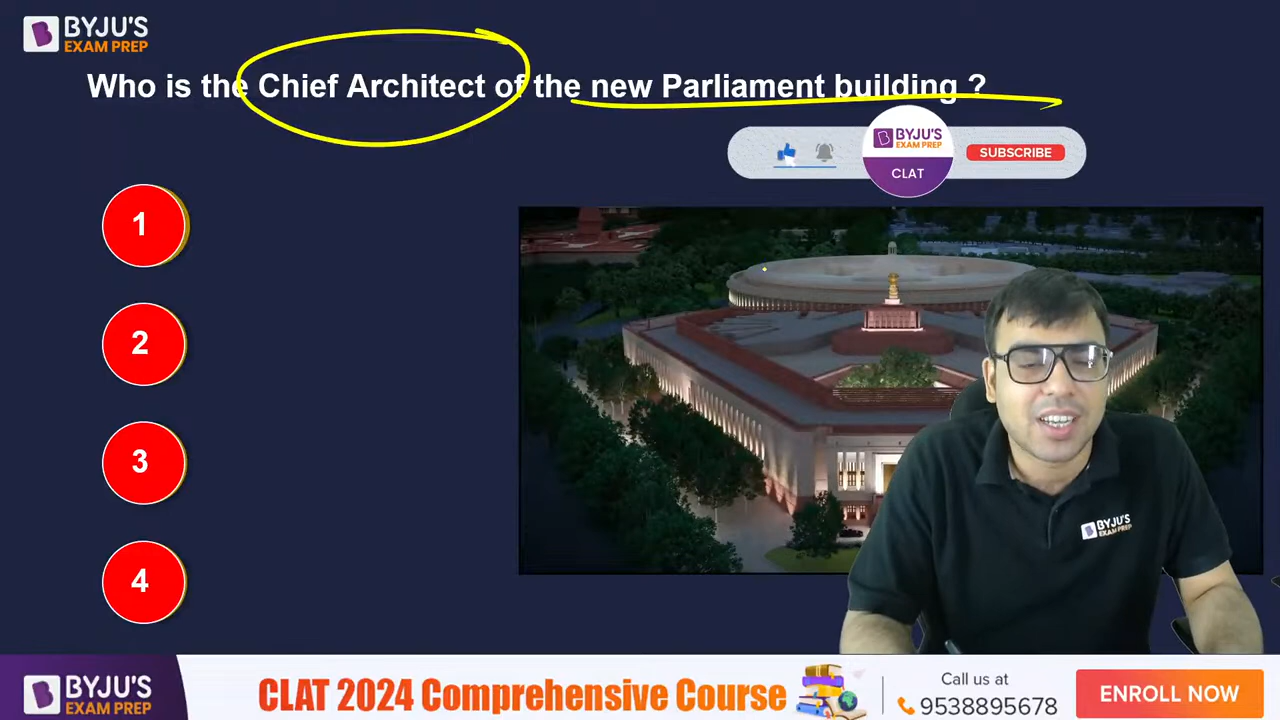 BYJU'S
EXAM PREP
Who is the Chief Architect of the new Parliament building ?
BYJU'S
EXAM PREP
CLAT
SUBSCRIBE
1
2
3
4
BYJU'S
EXAM PREP
BYJU'S
EXAM PREP
CLAT 2024 Comprehensive Course
Call us at
9538895678
ENROLL NOW